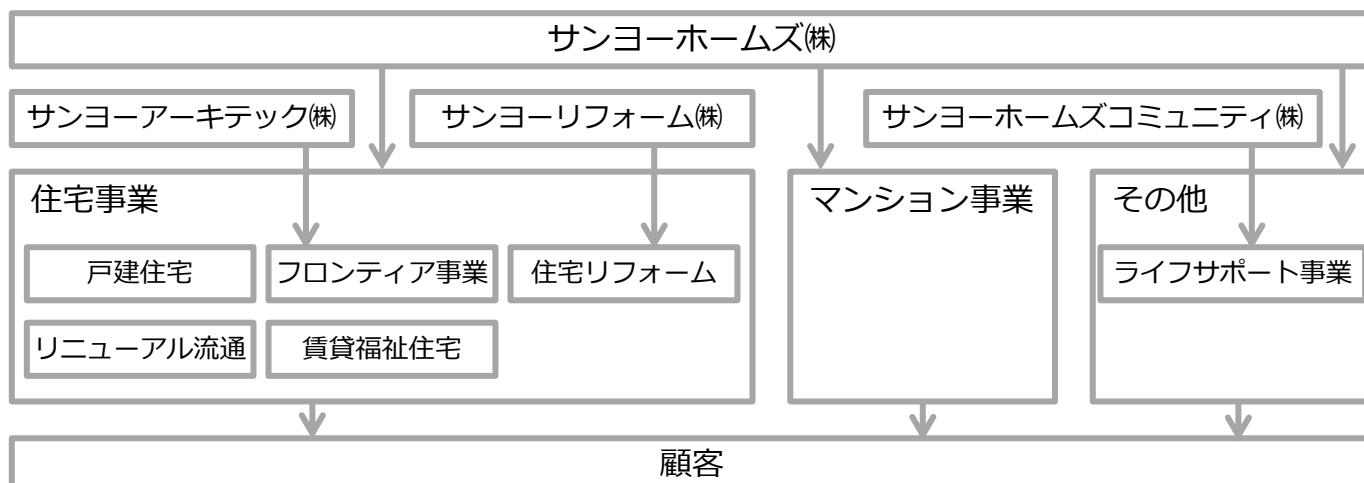 サンヨーホームズ㈱
サンヨーアーキテック㈱
サンヨーリフォーム㈱
サンヨーホームズコミュニティ㈱
住宅事業
戸建住宅
フロンティア事業
住宅リフォーム
リニューアル流通
賃貸福祉住宅
マンション事業
その他
ライフサポート事業
顧客